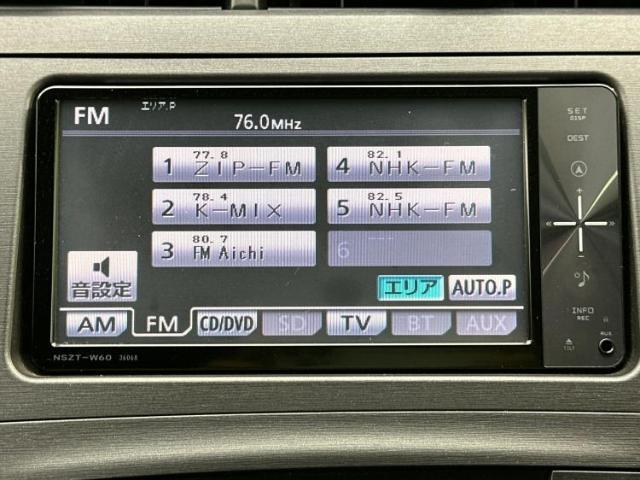 FM エリア.P 76.0MHz
1 77.8 ZIP-FM
4 82.1 NHK-FM
2 78.4 K-MIX
5 82.5 NHK-FM
3 80.7 FM Aichi
6 ---
音設定
エリア AUTO.P
AM FM CD/DVD SD TV BT AUX
NSZT-W60 36068
SET
DISP
DEST
INFO
REC
TILT
AUX